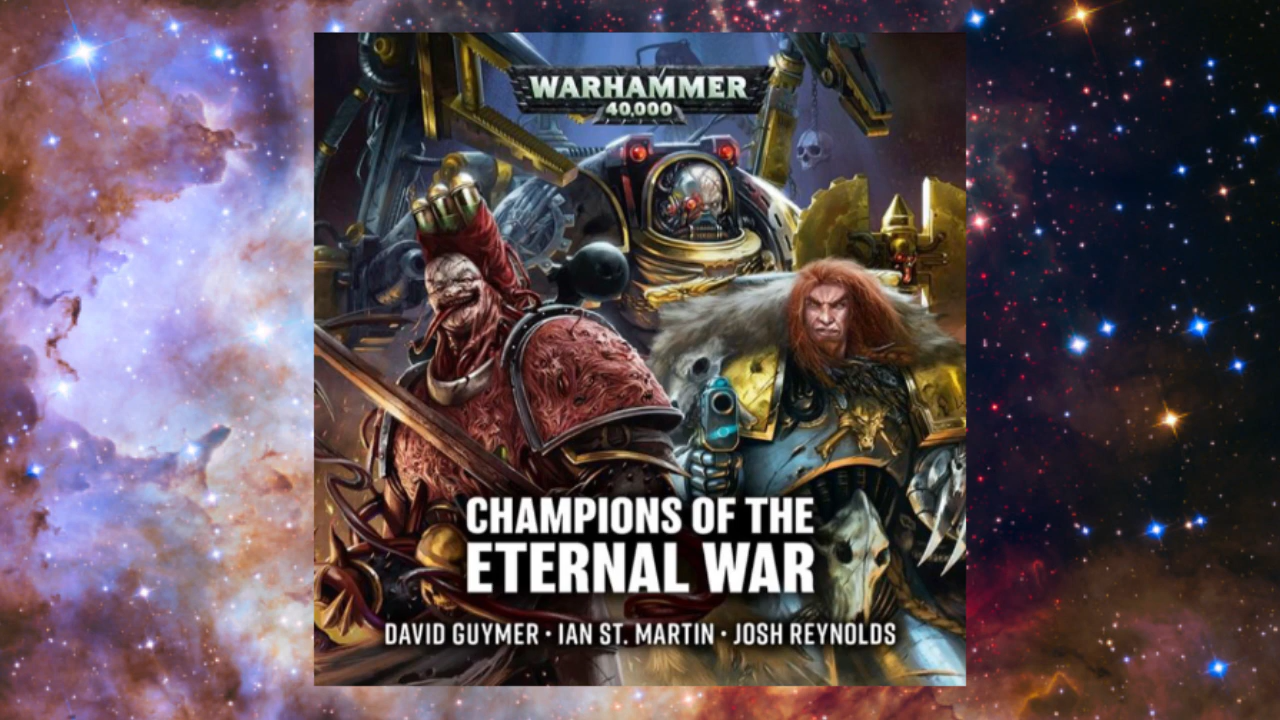 WARHAMMER
40,000
CHAMPIONS OF THE
ETERNAL WAR
DAVID GUYMER · IAN ST. MARTIN · JOSH REYNOLDS